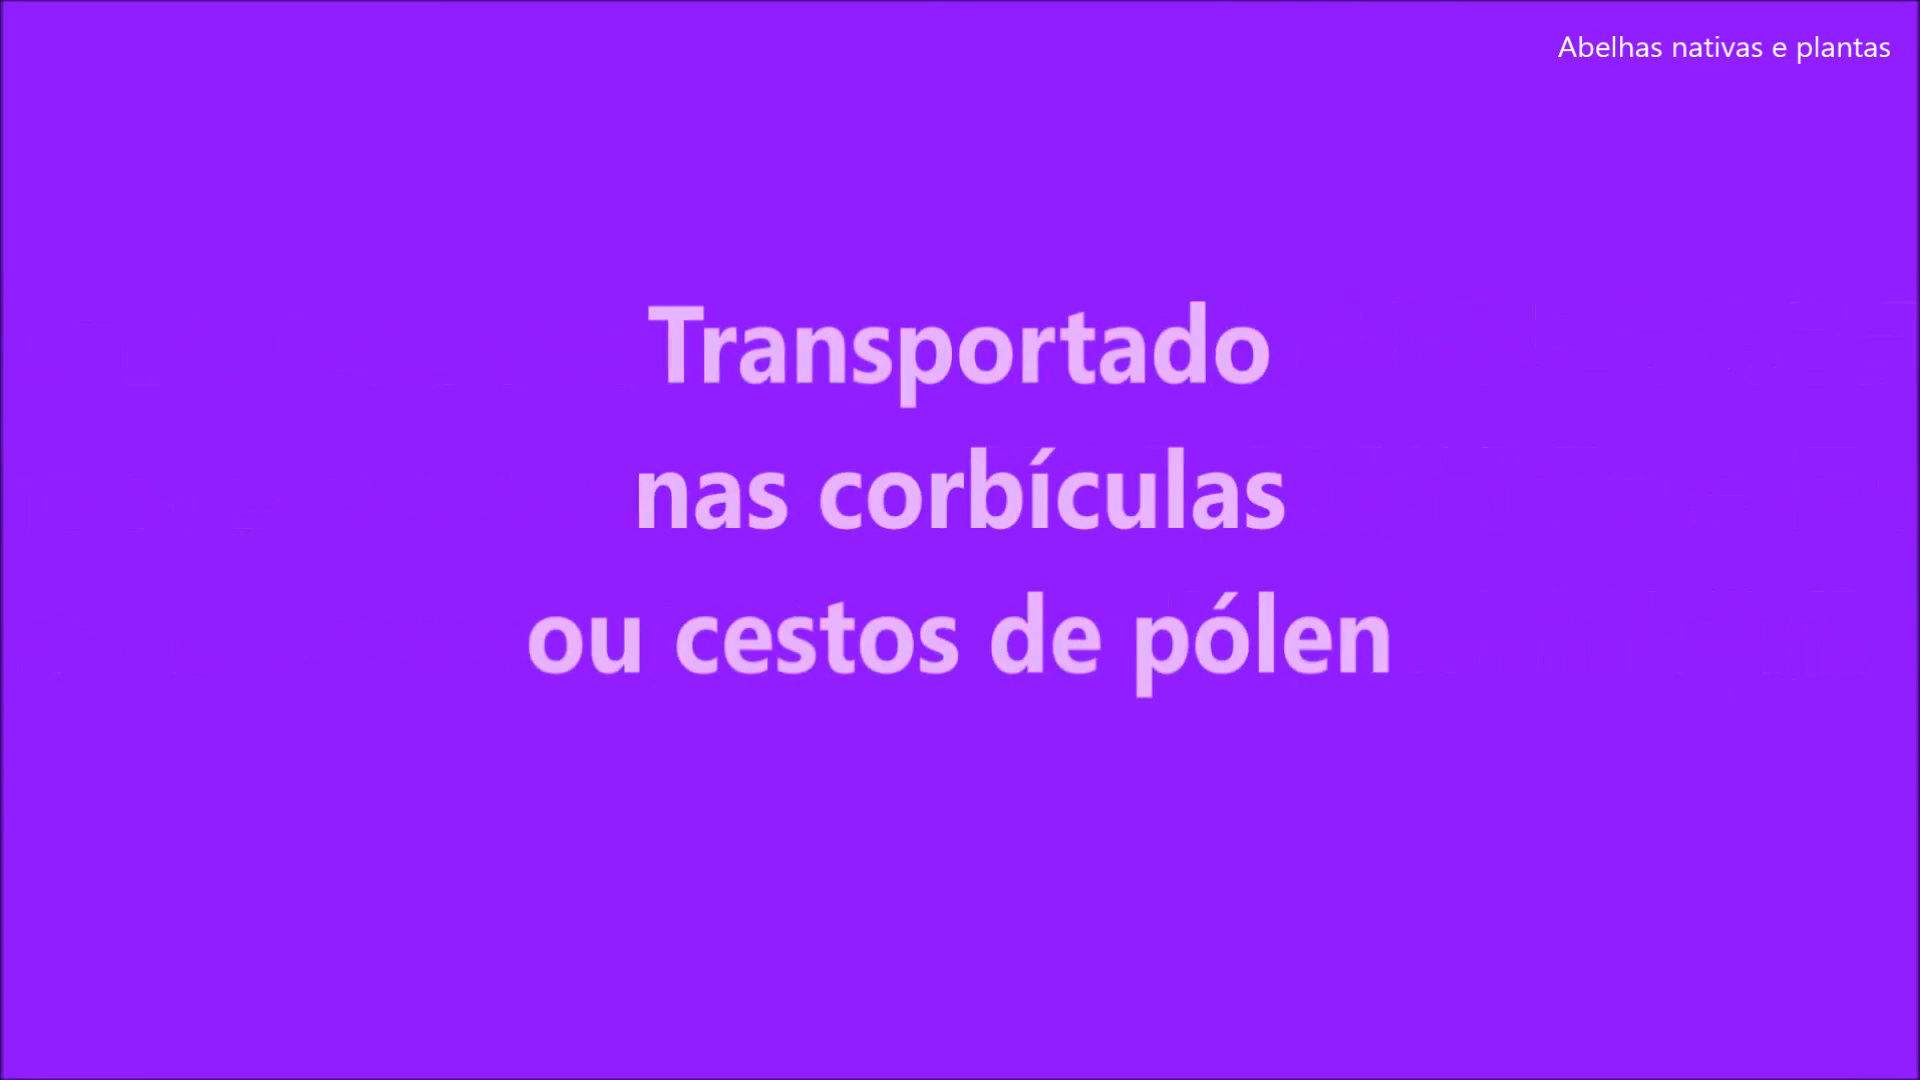 Abelhas nativas e plantas
Transportado
nas corbículas
ou cestos de pólen